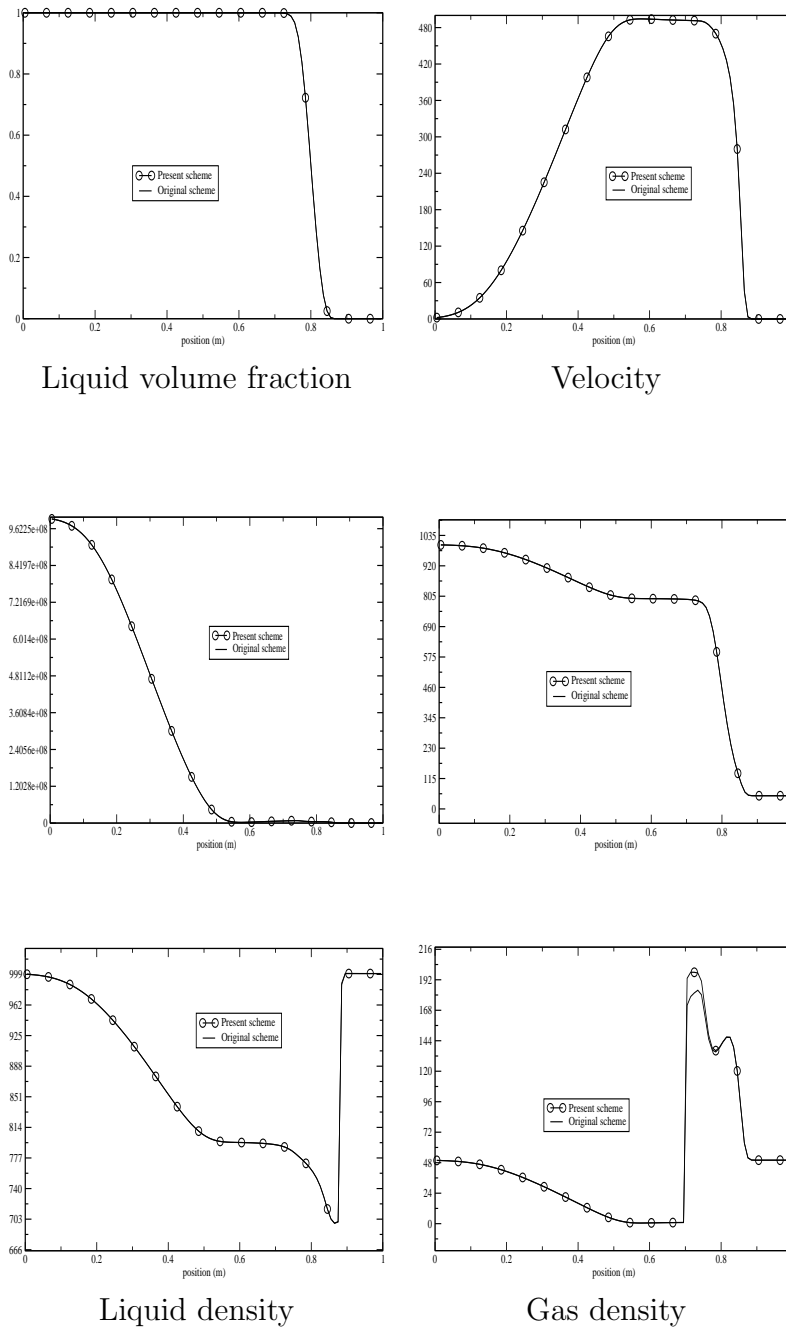 1
0.8
0.6
0.4
0.2
0
0
0.2
0.4
0.6
0.8
1
position (m)
Present scheme
Original scheme
Liquid volume fraction
480
420
360
300
240
180
120
60
0
0
0.2
0.4
0.6
0.8
position (m)
Present scheme
Original scheme
Velocity
9.6225e+08
8.4197e+08
7.2169e+08
6.014e+08
4.8112e+08
3.6084e+08
2.4056e+08
1.2028e+08
0
0
0.2
0.4
0.6
0.8
1
position (m)
Present scheme
Original scheme
1035
920
805
690
575
460
345
230
115
0
0
0.2
0.4
0.6
0.8
position (m)
Present scheme
Original scheme
999
962
925
888
851
814
777
740
703
666
0
0.2
0.4
0.6
0.8
1
position (m)
Present scheme
Original scheme
Liquid density
216
192
168
144
120
96
72
48
24
0
0
0.2
0.4
0.6
0.8
position (m)
Present scheme
Original scheme
Gas density